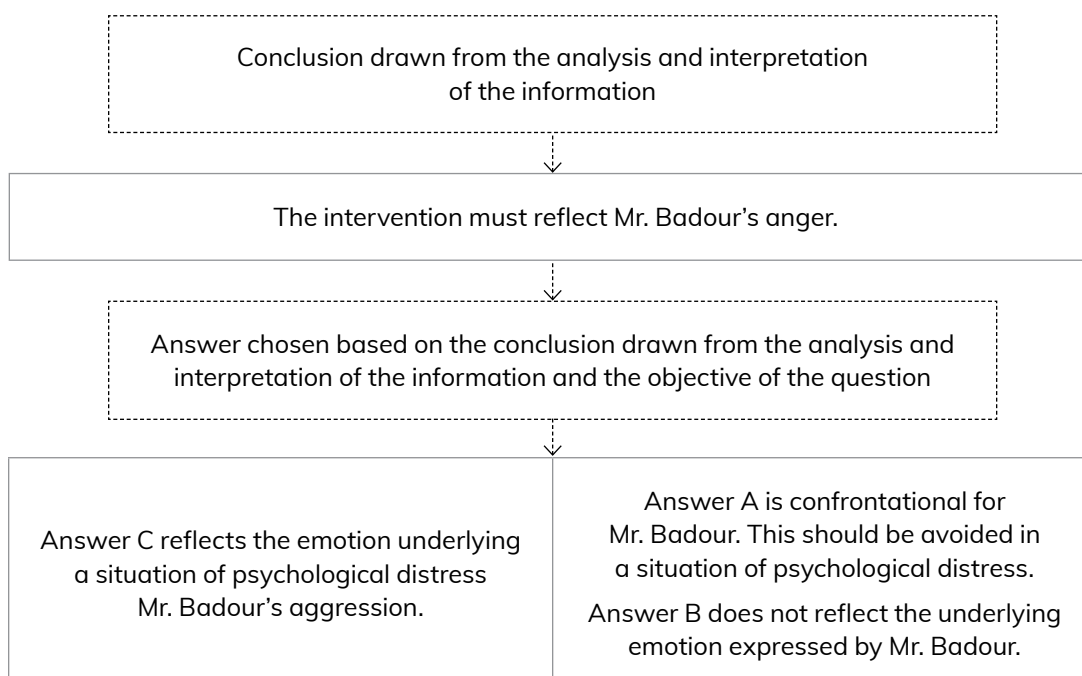 Conclusion drawn from the analysis and interpretation
of the information
The intervention must reflect Mr. Badour’s anger.
Answer chosen based on the conclusion drawn from the analysis and
interpretation of the information and the objective of the question
Answer C reflects the emotion underlying
a situation of psychological distress
Mr. Badour’s aggression.
Answer A is confrontational for
Mr. Badour. This should be avoided in
a situation of psychological distress.
Answer B does not reflect the underlying
emotion expressed by Mr. Badour.